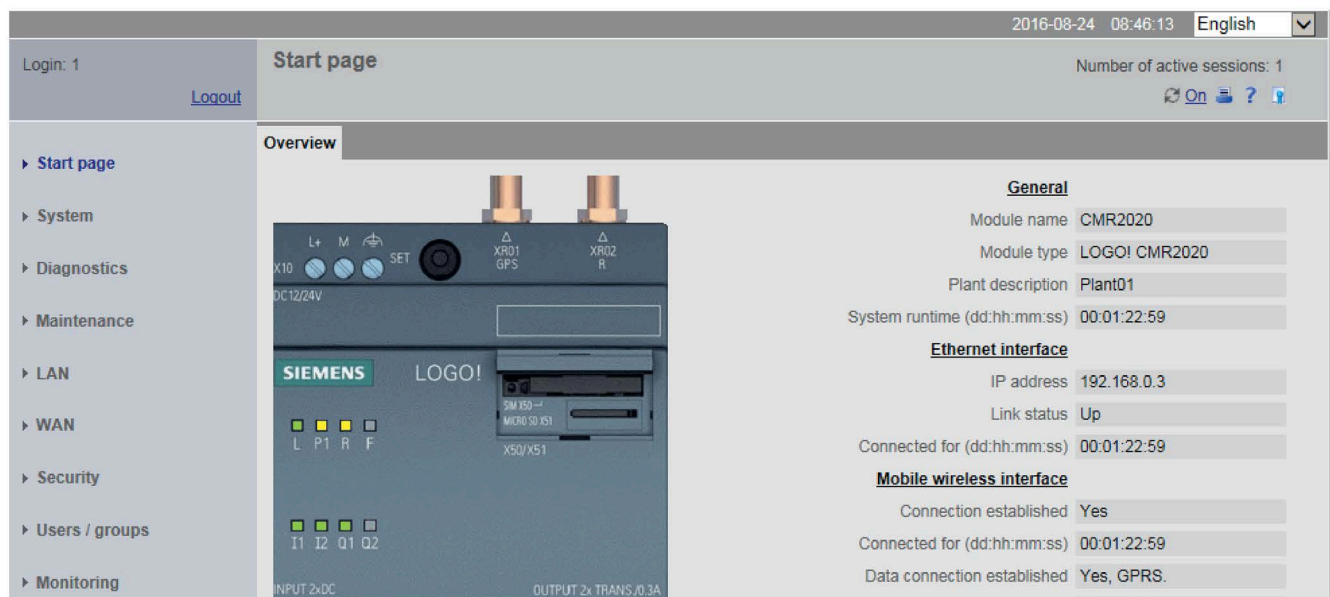 2016-08-24 08:46:13 English
Login: 1
Logout
Start page
Number of active sessions: 1
On ?
Start page
System
Diagnostics
Maintenance
LAN
WAN
Security
Users / groups
Monitoring
Overview
L+ M SET
X10
XR01
GPS
XR02
R
DC12/24V
SIEMENS LOGO!
SIM X50
MICRO SD X51
X50/X51
L P1 R F
I1 I2 Q1 Q2
INPUT 2xDC OUTPUT 2x TRANS./0.3A
General
Module name CMR2020
Module type LOGO! CMR2020
Plant description Plant01
System runtime (dd:hh:mm:ss) 00:01:22:59
Ethernet interface
IP address 192.168.0.3
Link status Up
Connected for (dd:hh:mm:ss) 00:01:22:59
Mobile wireless interface
Connection established Yes
Connected for (dd:hh:mm:ss) 00:01:22:59
Data connection established Yes, GPRS.